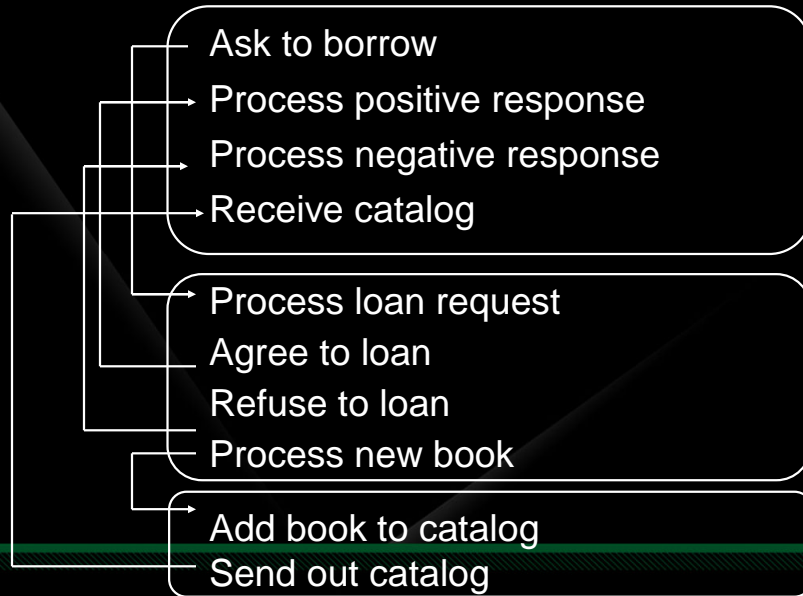 Ask to borrow
Process positive response
Process negative response
Receive catalog
Process loan request
Agree to loan
Refuse to loan
Process new book
Add book to catalog
Send out catalog